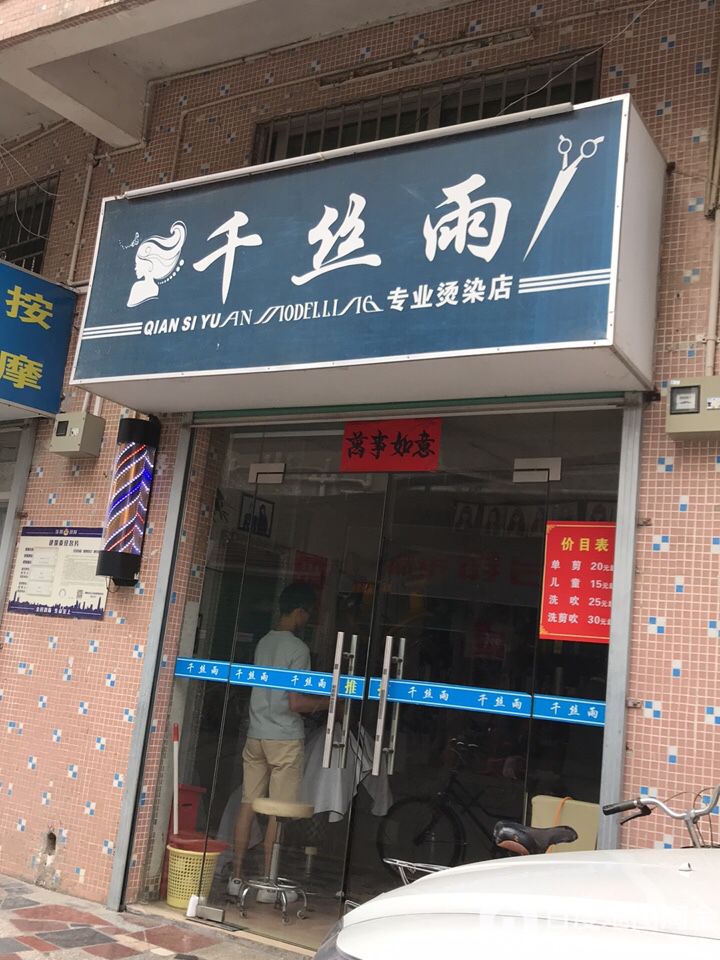 千丝雨
QIAN SI YUAN MODELLING 专业烫染店
按
摩
萬事如意
价目表
单剪 20元
儿童 15元
洗吹 25元
洗剪吹 30元
千丝雨 千丝雨 千丝雨 推 千丝雨 千丝雨 千丝雨